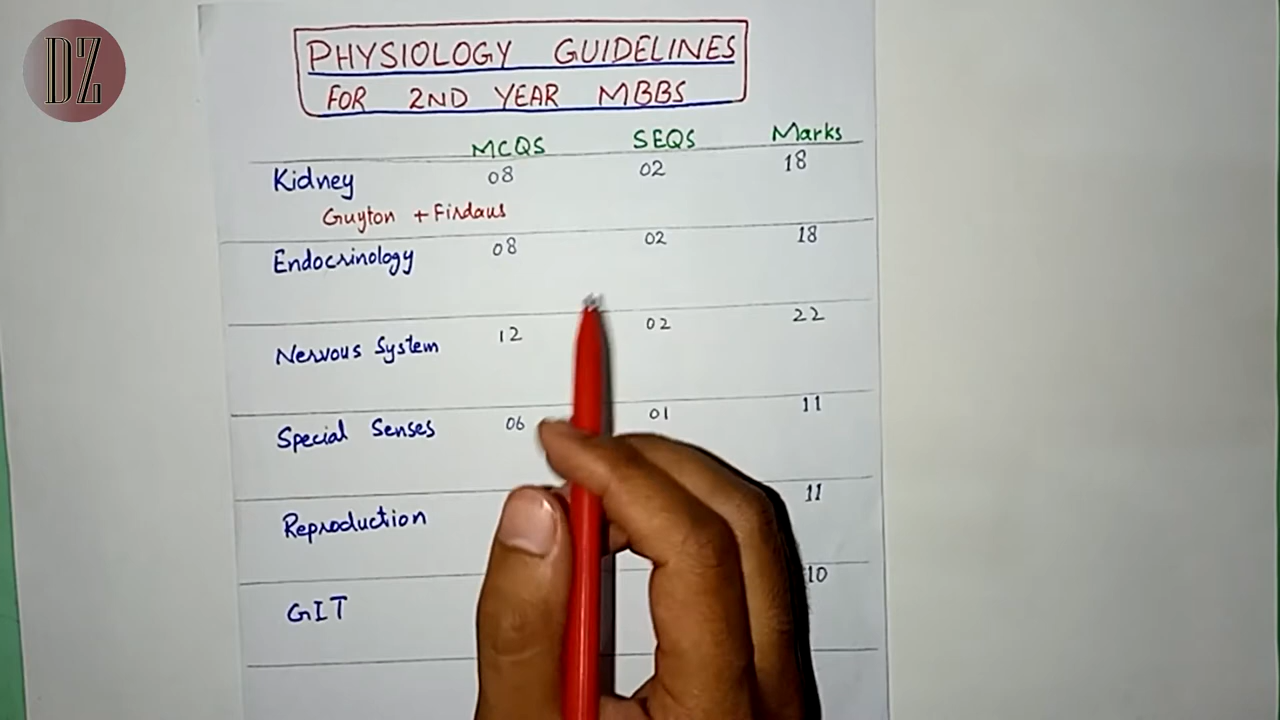 DZ
PHYSIOLOGY GUIDELINES
FOR 2ND YEAR MBBS
MCQS SEQS Marks
Kidney 08 02 18
Guyton + Firdaus
Endocrinology 08 02 18
Nervous System 12 02 22
Special Senses 06 01 11
Reproduction 11
GIT 10